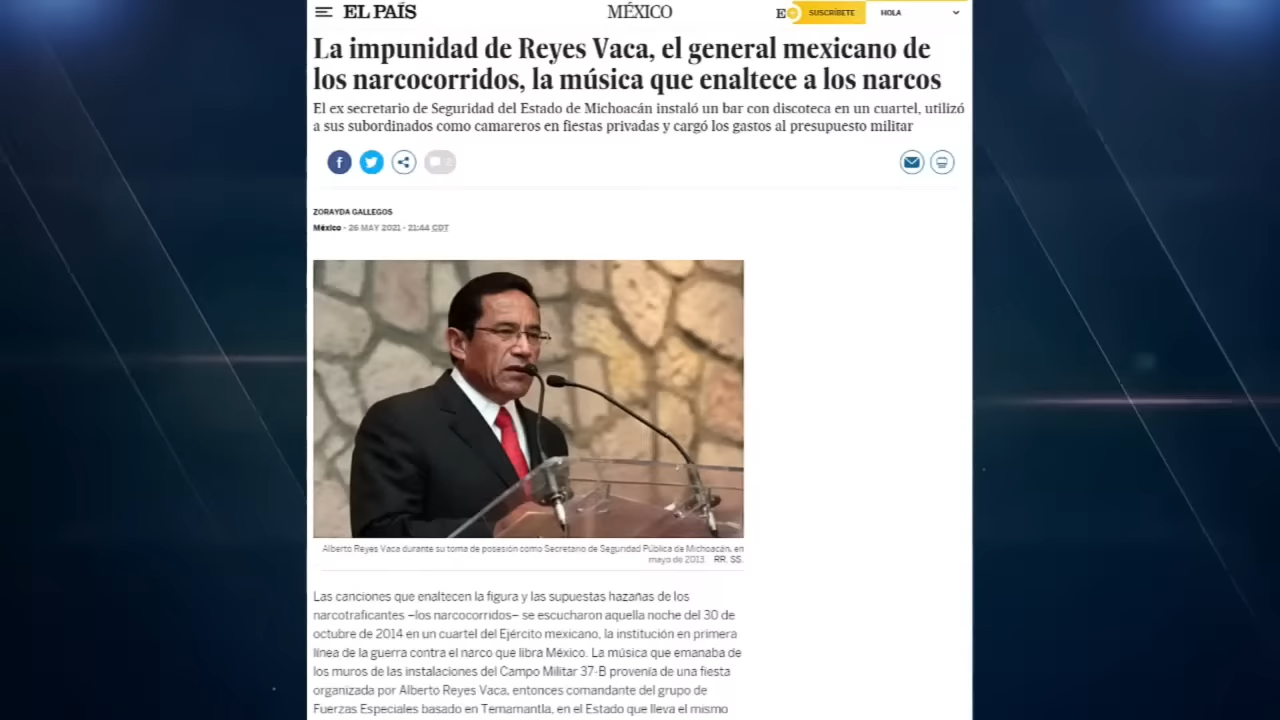 EL PAÍS
MÉXICO
SUSCRÍBETE
HOLA
La impunidad de Reyes Vaca, el general mexicano de
los narcocorridos, la música que enaltece a los narcos
El ex secretario de Seguridad del Estado de Michoacán instaló un bar con discoteca en un cuartel, utilizó
a sus subordinados como camareros en fiestas privadas y cargó los gastos al presupuesto militar
ZORAYDA GALLEGOS
México - 26 MAY 2021 - 21:44 CDT
Alberto Reyes Vaca durante su toma de posesión como Secretario de Seguridad Pública de Michoacán, en
mayo de 2013. RR. SS.
Las canciones que enaltecen la figura y las supuestas hazañas de los
narcotraficantes –los narcocorridos– se escucharon aquella noche del 30 de
octubre de 2014 en un cuartel del Ejército mexicano, la institución en primera
línea de la guerra contra el narco que libra México. La música que emanaba de
los muros de las instalaciones del Campo Militar 37-B provenía de una fiesta
organizada por Alberto Reyes Vaca, entonces comandante del grupo de
Fuerzas Especiales basado en Temamantla, en el Estado que lleva el mismo